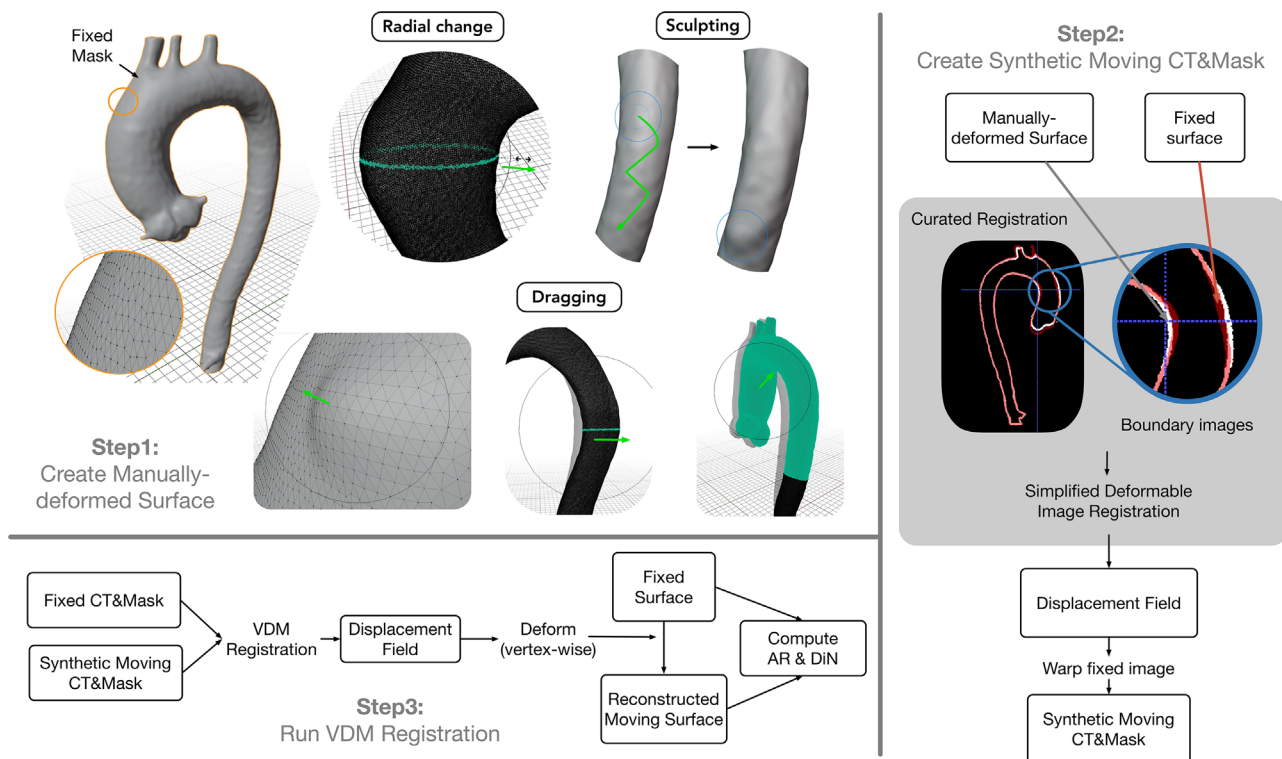 Fixed
Mask
Radial change
Sculpting
Dragging
Step1:
Create Manually-
deformed Surface
Step2:
Create Synthetic Moving CT&Mask
Manually-
deformed Surface
Fixed
surface
Curated Registration
Boundary images
Simplified Deformable
Image Registration
Displacement Field
Warp fixed image
Synthetic Moving
CT&Mask
Fixed CT&Mask
Synthetic Moving
CT&Mask
VDM
Registration
Displacement
Field
Deform
(vertex-wise)
Fixed
Surface
Reconstructed
Moving Surface
Compute
AR & DiN
Step3:
Run VDM Registration